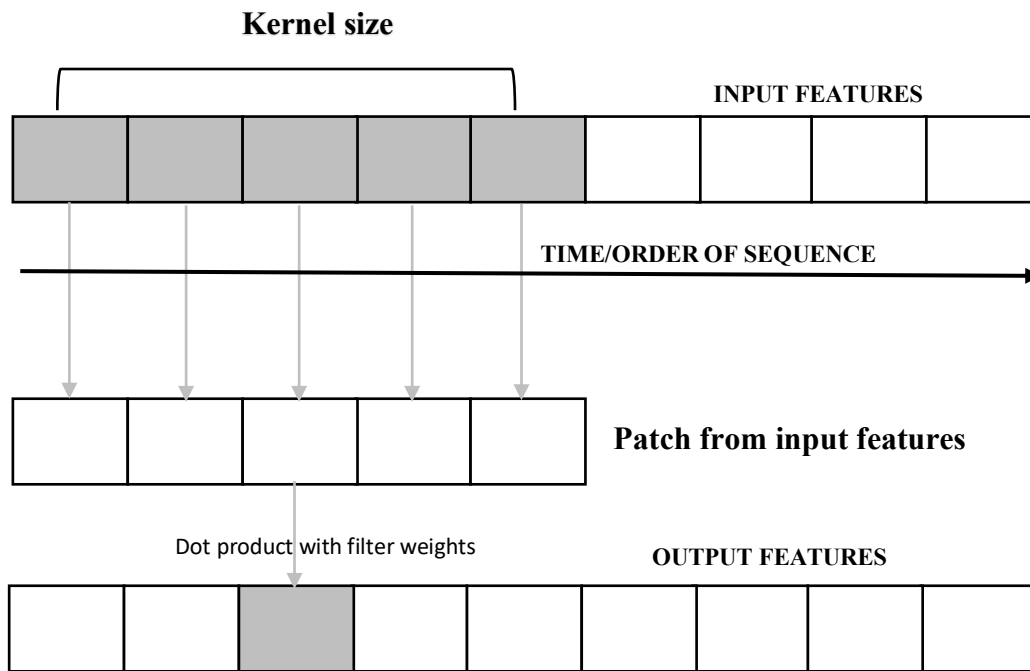 Kernel size
INPUT FEATURES
TIME/ORDER OF SEQUENCE
Patch from input features
Dot product with filter weights
OUTPUT FEATURES